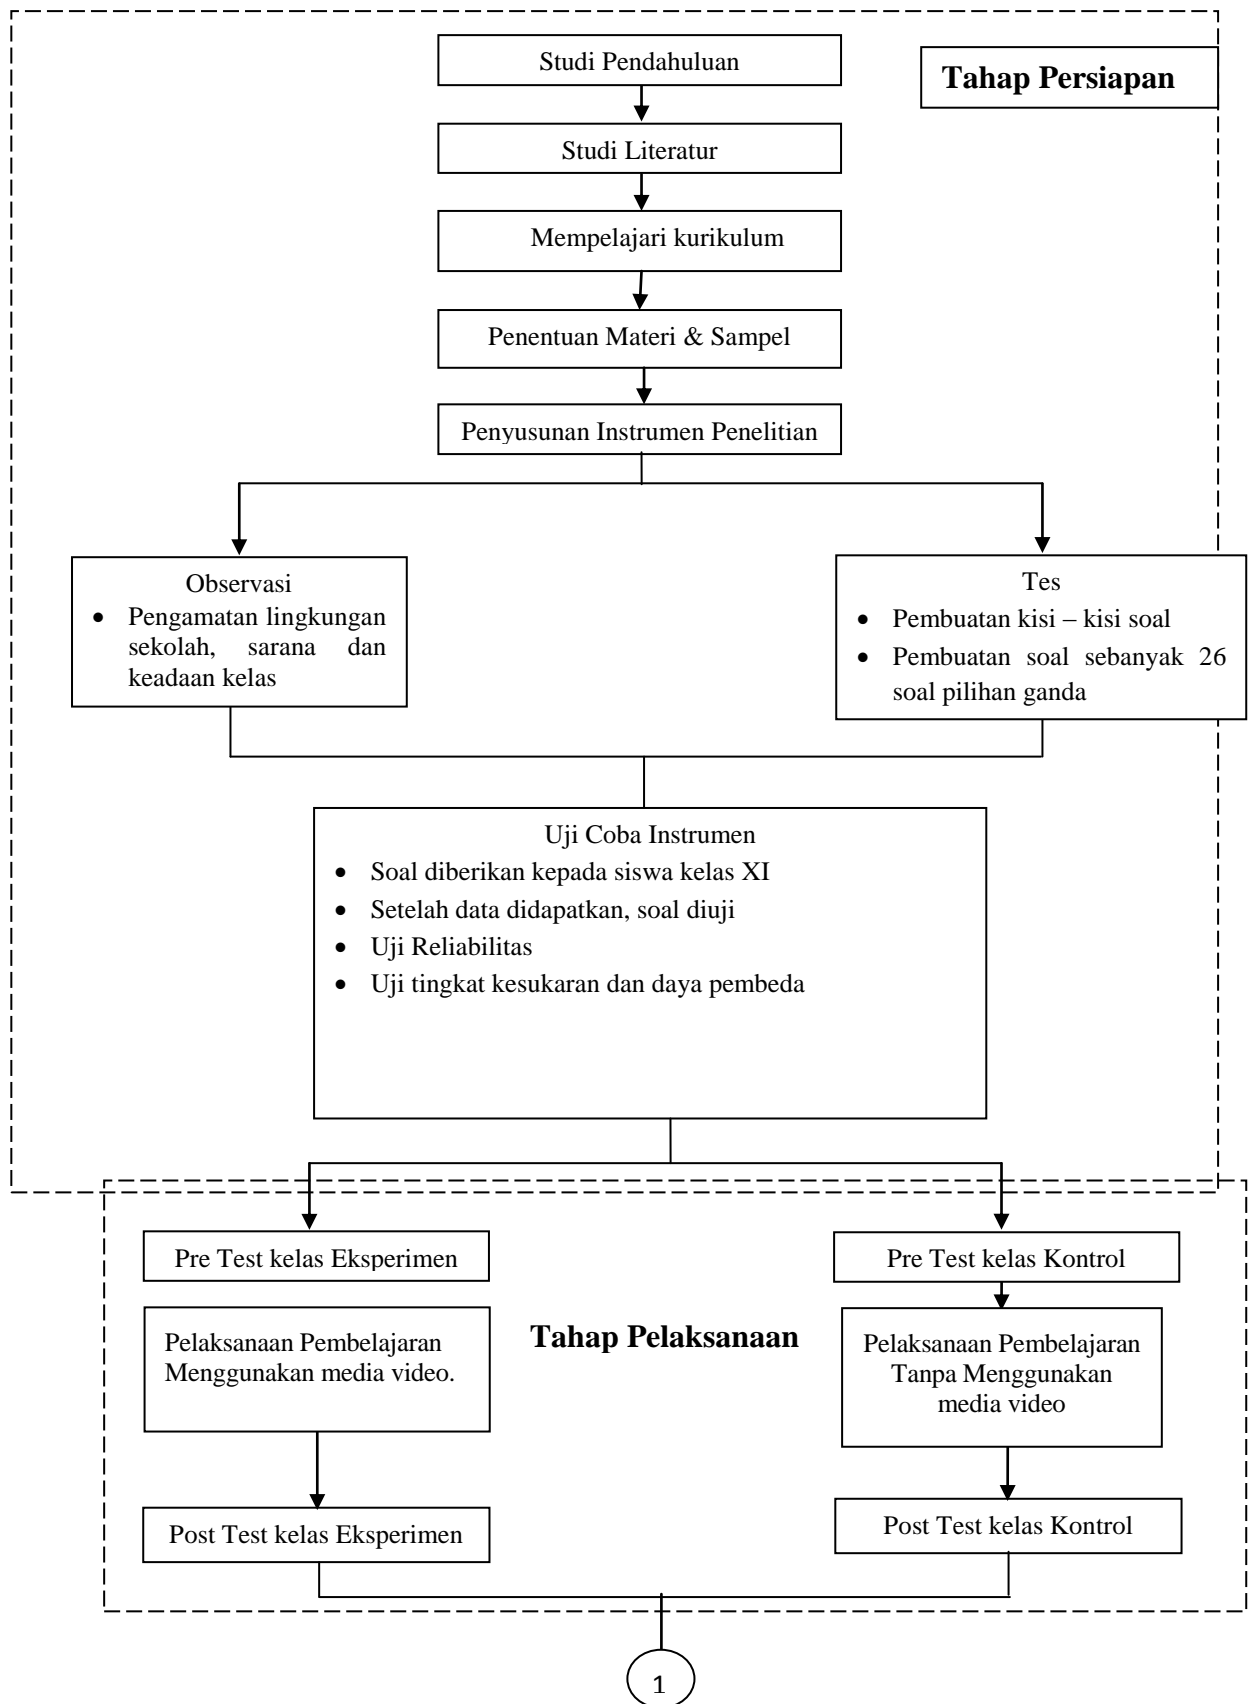 Studi Pendahuluan
Tahap Persiapan
Studi Literatur
Mempelajari kurikulum
Penentuan Materi & Sampel
Penyusunan Instrumen Penelitian
Observasi
• Pengamatan lingkungan
sekolah, sarana dan
keadaan kelas
Tes
• Pembuatan kisi – kisi soal
• Pembuatan soal sebanyak 26
soal pilihan ganda
Uji Coba Instrumen
• Soal diberikan kepada siswa kelas XI
• Setelah data didapatkan, soal diuji
• Uji Reliabilitas
• Uji tingkat kesukaran dan daya pembeda
Pre Test kelas Eksperimen
Pre Test kelas Kontrol
Pelaksanaan Pembelajaran
Menggunakan media video.
Tahap Pelaksanaan
Pelaksanaan Pembelajaran
Tanpa Menggunakan
media video
Post Test kelas Eksperimen
Post Test kelas Kontrol
1